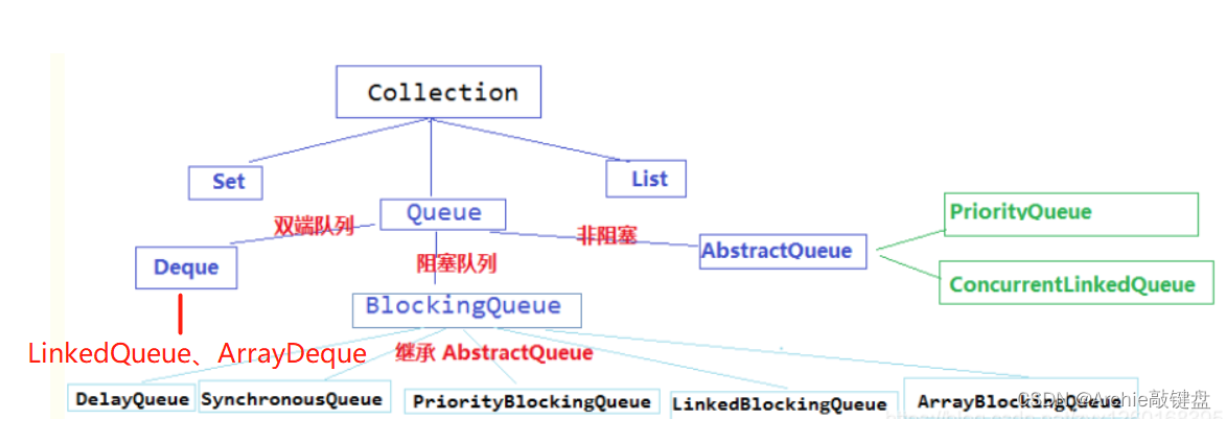 Collection
Set
List
Queue
双端队列
非阻塞
PriorityQueue
AbstractQueue
Deque
阻塞队列
ConcurrentLinkedQueue
BlockingQueue
LinkedQueue、ArrayDeque
继承 AbstractQueue
DelayQueue
SynchronousQueue
PriorityBlockingQueue
LinkedBlockingQueue
ArrayBlockingQueue
CSDN @Archie敲键盘